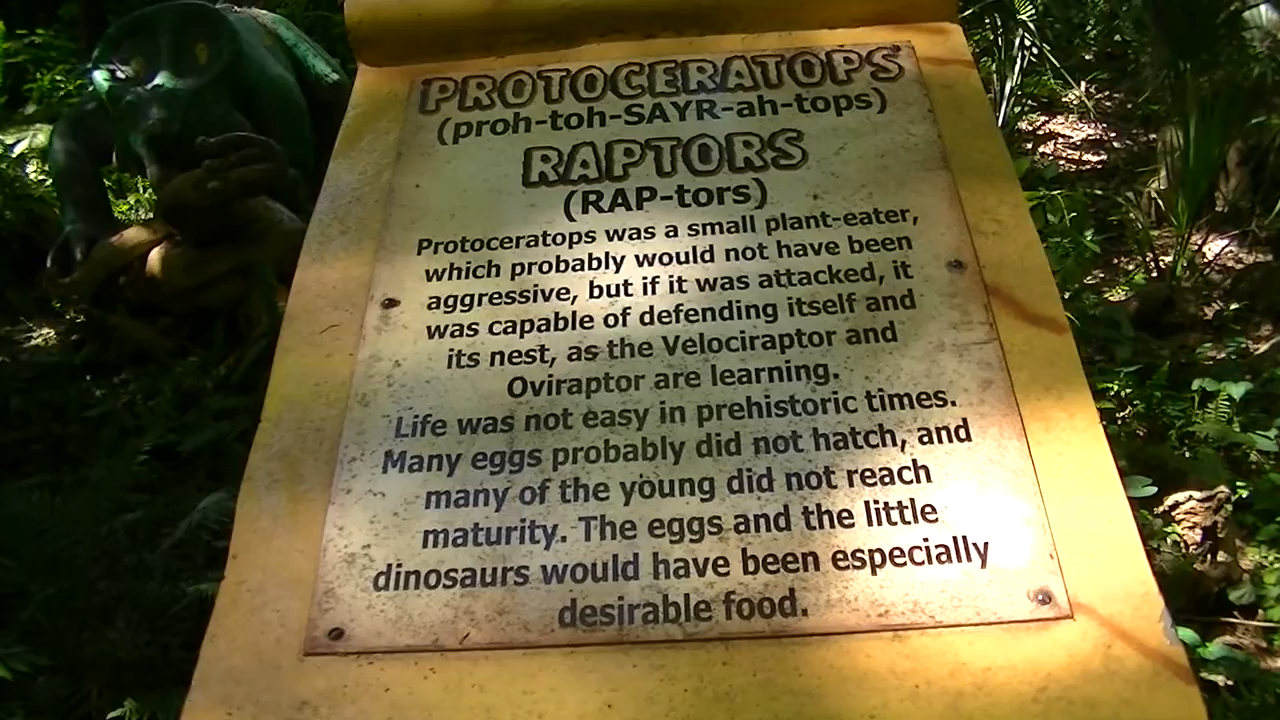 PROTOCERATOPS
(proh-toh-SAYR-ah-tops)
RAPTORS
(RAP-tors)
Protoceratops was a small plant-eater,
which probably would not have been
aggressive, but if it was attacked, it
was capable of defending itself and
its nest, as the Velociraptor and
Oviraptor are learning.
Life was not easy in prehistoric times.
Many eggs probably did not hatch, and
many of the young did not reach
maturity. The eggs and the little
dinosaurs would have been especially
desirable food.